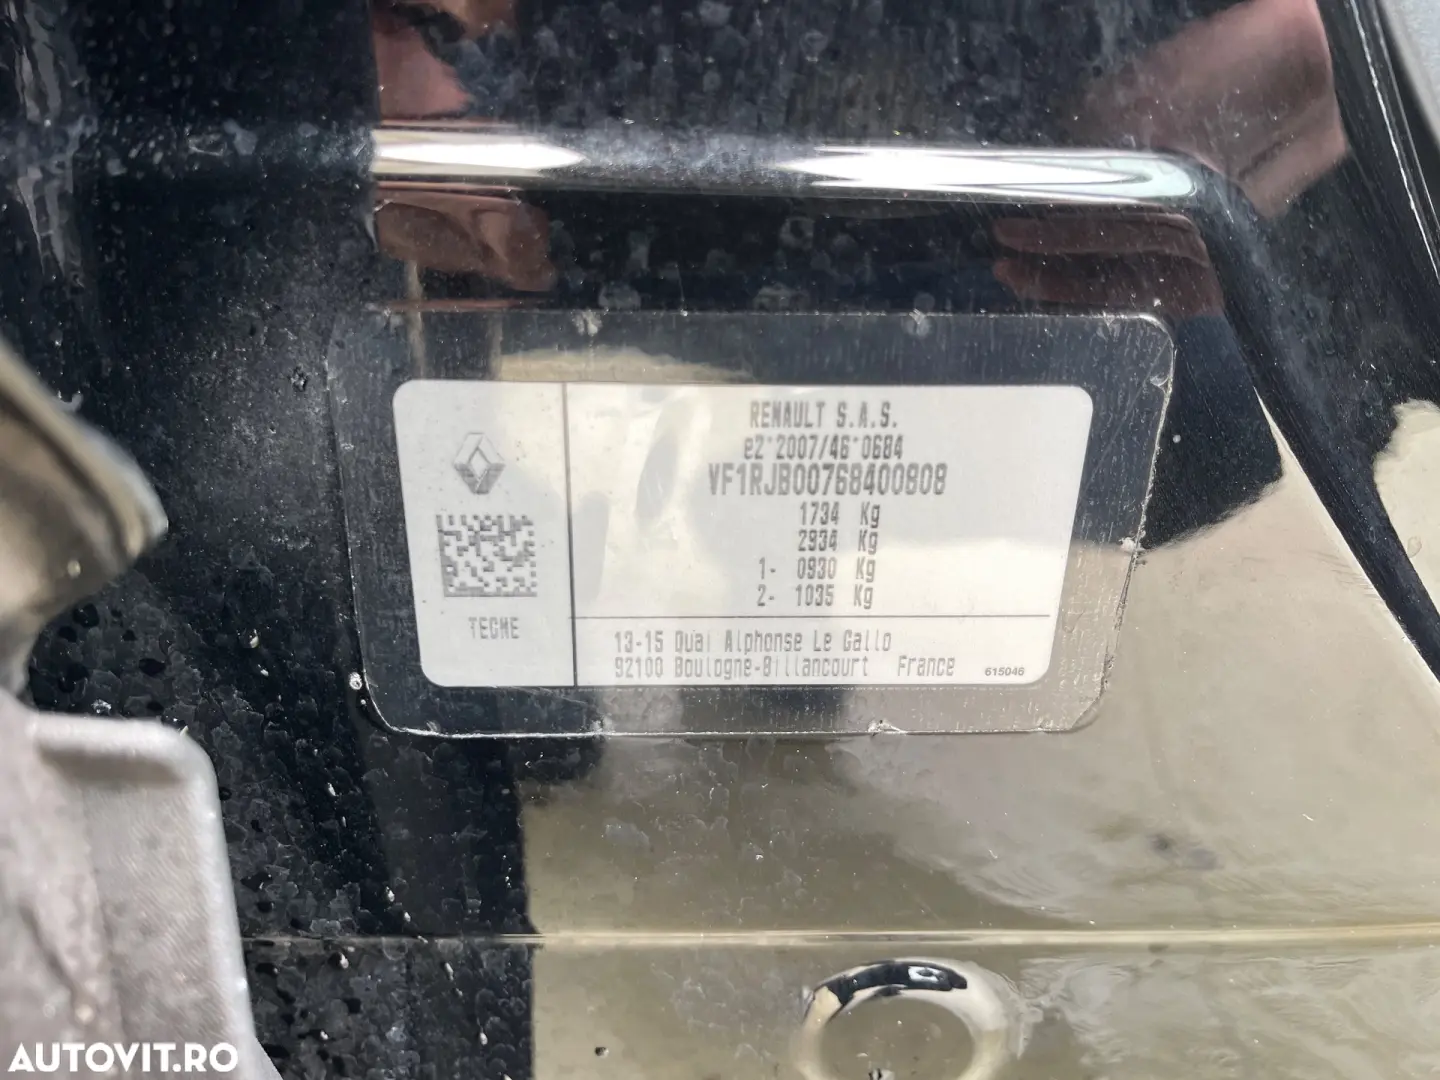 RENAULT S.A.S.
e2*2007/46*0684
VF1RJB00768400808
1734 Kg
2934 Kg
1- 0930 Kg
2- 1035 Kg
TECME
13-15 Quai Alphonse Le Gallo
92100 Boulogne-Billancourt France
615046
AUTOVIT.RO